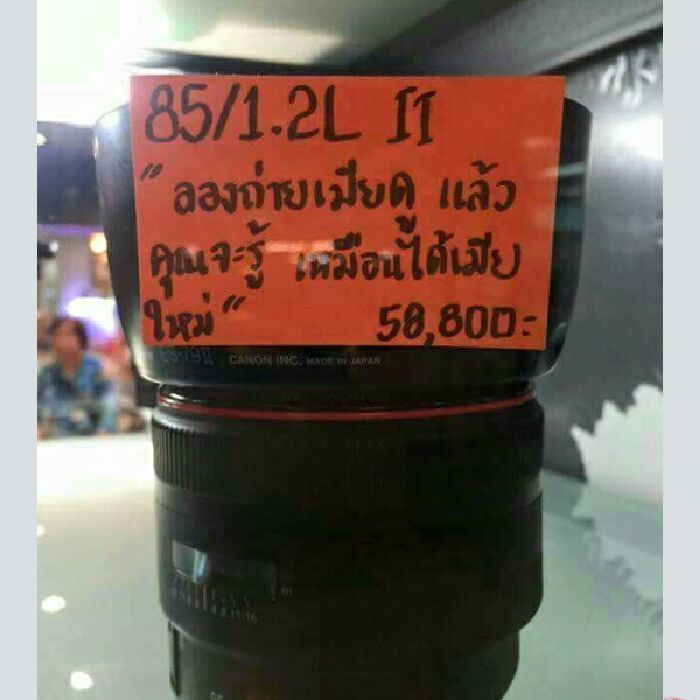 85/1.2L II
"ลองถ่ายเมียดู แล้ว
คุณจะรู้ เหมือนได้เมีย
ใหม่" 58,800.-
ES-79II CANON INC. MADE IN JAPAN